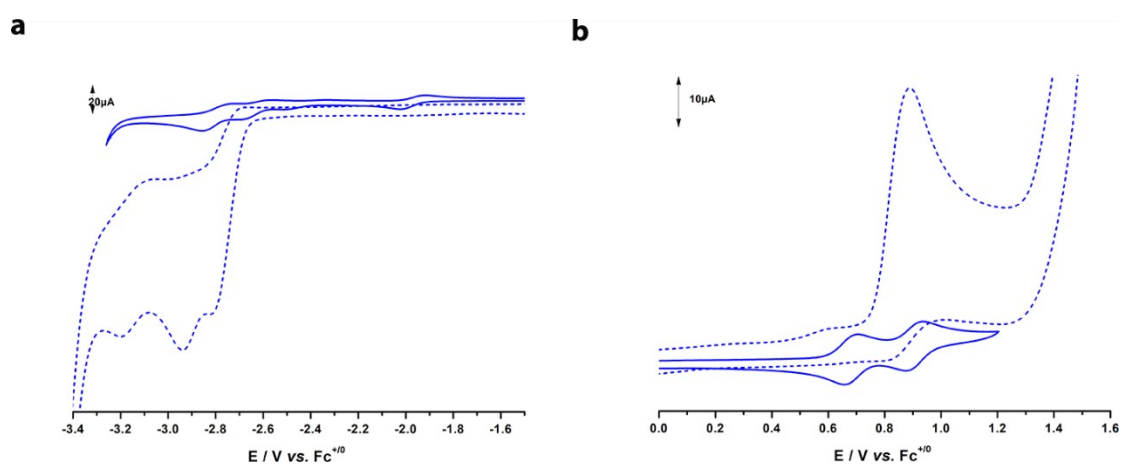 a
20μA
-3.4 -3.2 -3.0 -2.8 -2.6 -2.4 -2.2 -2.0 -1.8 -1.6
E / V vs. Fc+/0
b
10μA
0.0 0.2 0.4 0.6 0.8 1.0 1.2 1.4 1.6
E / V vs. Fc+/0